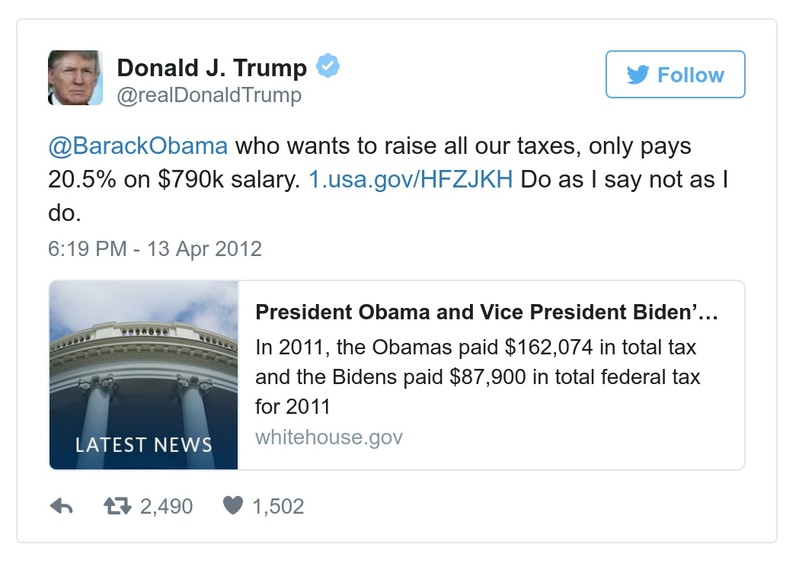 Donald J. Trump
@realDonaldTrump
Follow
@BarackObama who wants to raise all our taxes, only pays
20.5% on $790k salary. 1.usa.gov/HFZJKH Do as I say not as I
do.
6:19 PM - 13 Apr 2012
President Obama and Vice President Biden’…
In 2011, the Obamas paid $162,074 in total tax
and the Bidens paid $87,900 in total federal tax
for 2011
whitehouse.gov
LATEST NEWS
2,490
1,502